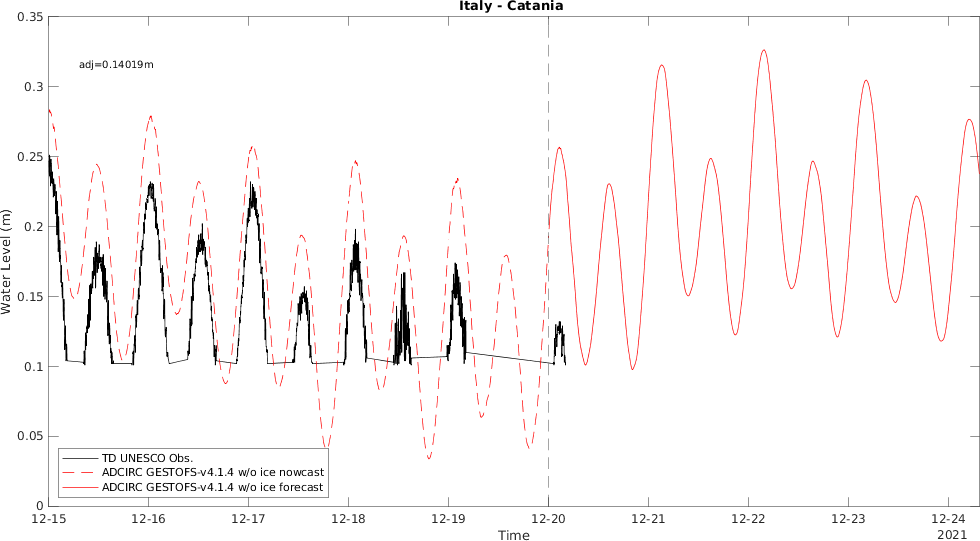 Italy - Catania
0.35
0.3
0.25
0.2
0.15
0.1
0.05
0
Water Level (m)
adj=0.14019m
TD UNESCO Obs.
ADCIRC GESTOFS-v4.1.4 w/o ice nowcast
ADCIRC GESTOFS-v4.1.4 w/o ice forecast
12-15 12-16 12-17 12-18 12-19 12-20 12-21 12-22 12-23 12-24
Time 2021